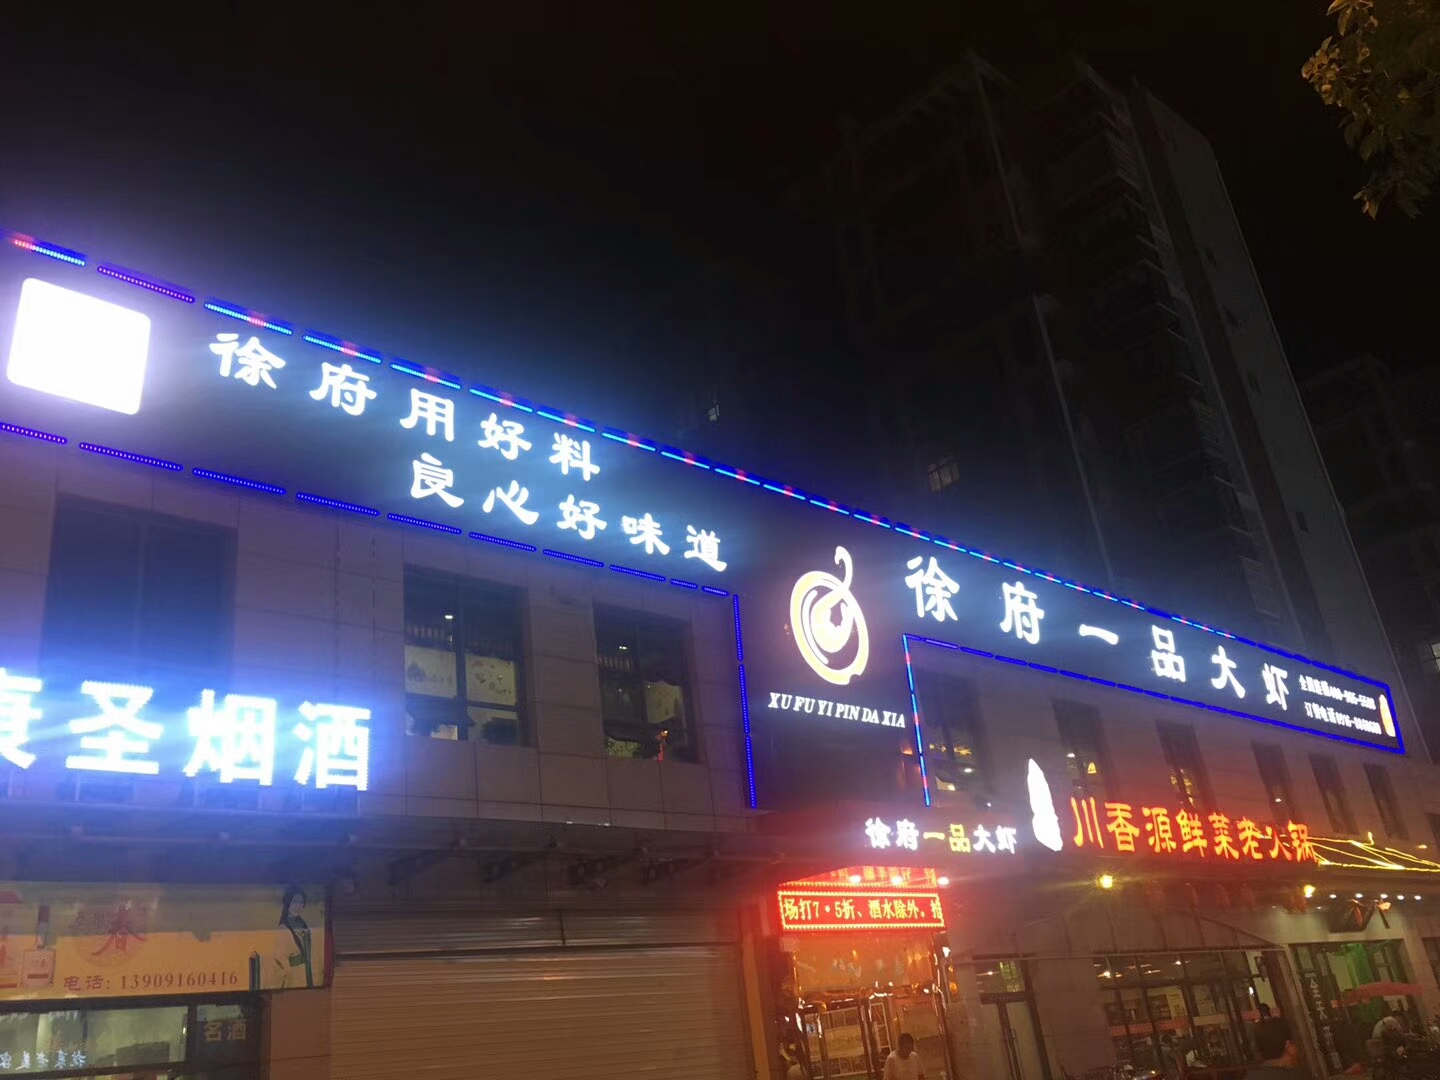 徐府用好料
良心好味道
XU FU YI PIN DA XIA
徐府一品大虾
康圣烟酒
徐府一品大虾
川香源鲜菜老火锅
场打7·5折、酒水除外。
春
电话: 13909160416
名酒